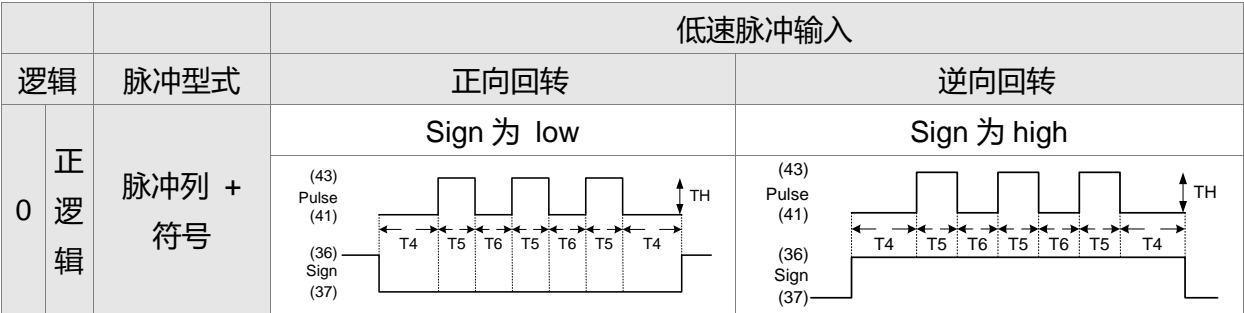 低速脉冲输入
逻辑 脉冲型式 正向回转 逆向回转
0 正逻辑 脉冲列 + 符号
Sign 为 low
Sign 为 high
(43)
Pulse
(41)
TH
T4 T5 T6 T5 T6 T5 T4
(36)
Sign
(37)
(43)
Pulse
(41)
TH
T4 T5 T6 T5 T6 T5 T4
(36)
Sign
(37)